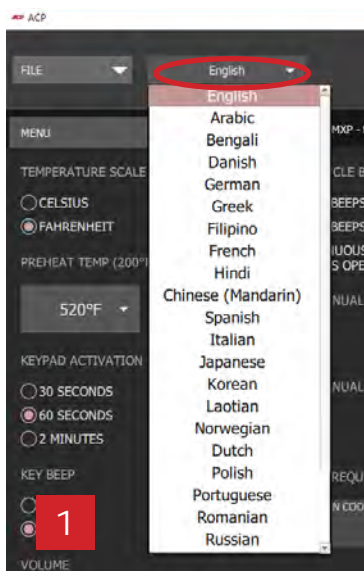 ACP
FILE
English
English
Arabic
Bengali
Danish
German
Greek
Filipino
French
Hindi
Chinese (Mandarin)
Spanish
Italian
Japanese
Korean
Laotian
Norwegian
Dutch
Polish
Portuguese
Romanian
Russian
MENU
TEMPERATURE SCALE
CELSIUS
FAHRENHEIT
PREHEAT TEMP (200°
520°F
KEYPAD ACTIVATION
30 SECONDS
60 SECONDS
2 MINUTES
KEY BEEP
1
VOLUME
MXP -
CLE B
BEEPS
BEEPS
S OPE
NUAL
NUAL
REQU
N COO